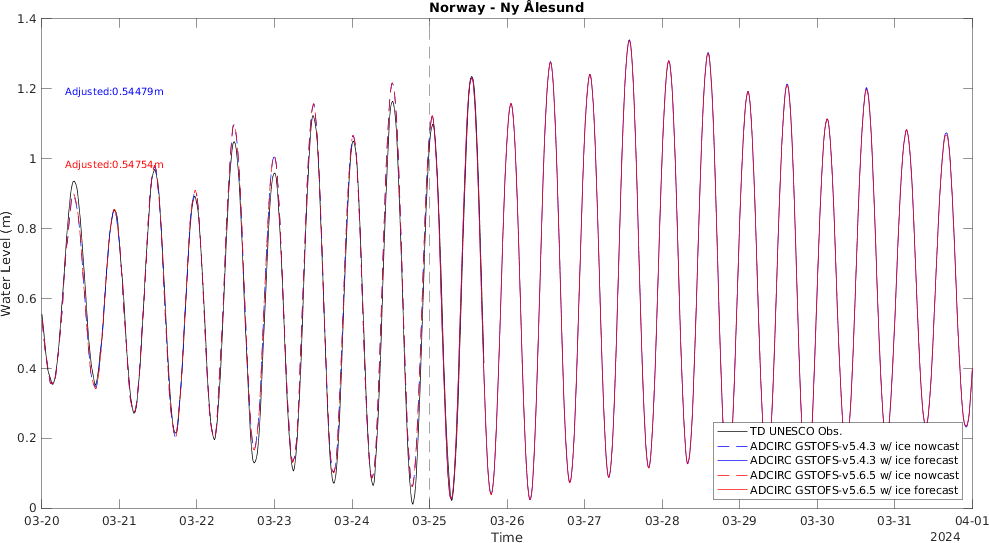 Norway - Ny Ålesund
1.4
1.2
1
0.8
0.6
0.4
0.2
0
Water Level (m)
Adjusted:0.54479m
Adjusted:0.54754m
TD UNESCO Obs.
ADCIRC GSTOFS-v5.4.3 w/ ice nowcast
ADCIRC GSTOFS-v5.4.3 w/ ice forecast
ADCIRC GSTOFS-v5.6.5 w/ ice nowcast
ADCIRC GSTOFS-v5.6.5 w/ ice forecast
03-20 03-21 03-22 03-23 03-24 03-25 03-26 03-27 03-28 03-29 03-30 03-31 04-01
Time
2024